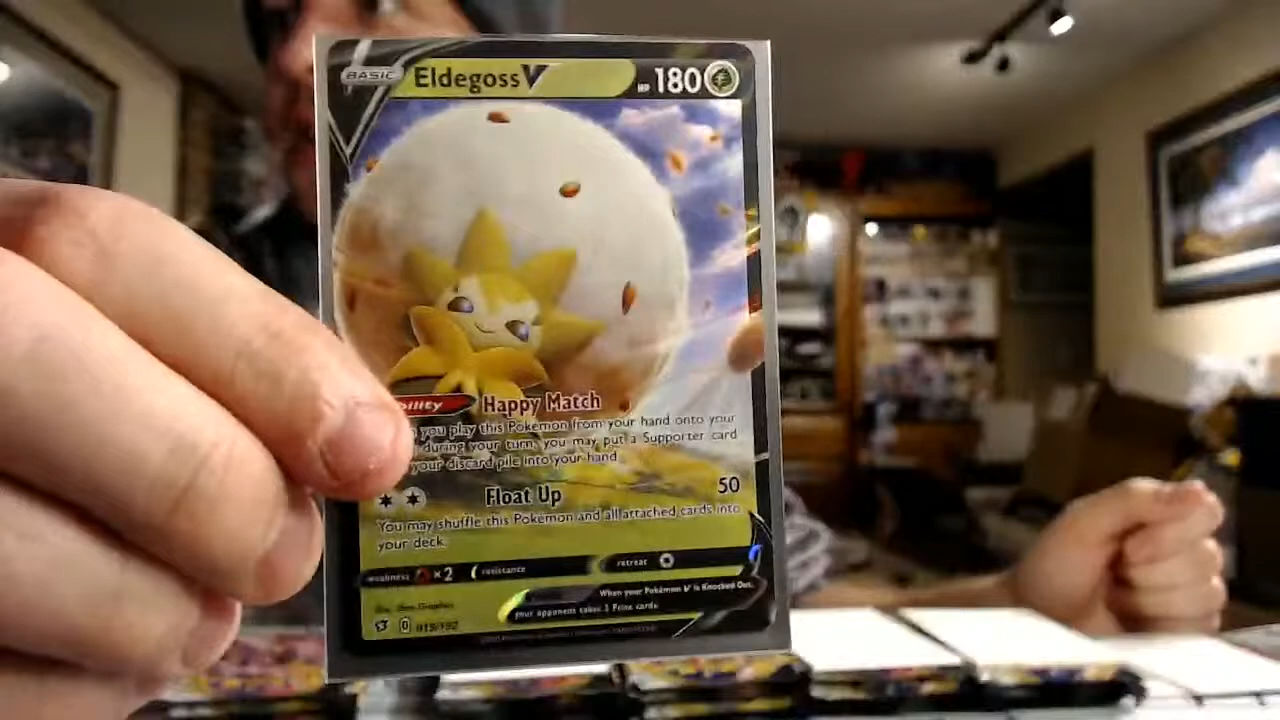 BASIC Eldegoss V HP 180
bility Happy Match
you play this Pokémon from your hand onto your
during your turn, you may put a Supporter card
your discard pile into your hand.
Float Up 50
You may shuffle this Pokémon and all attached cards into
your deck.
weakness ×2 resistance retreat
When your Pokémon V is Knocked Out,
your opponent takes 2 Prize cards.